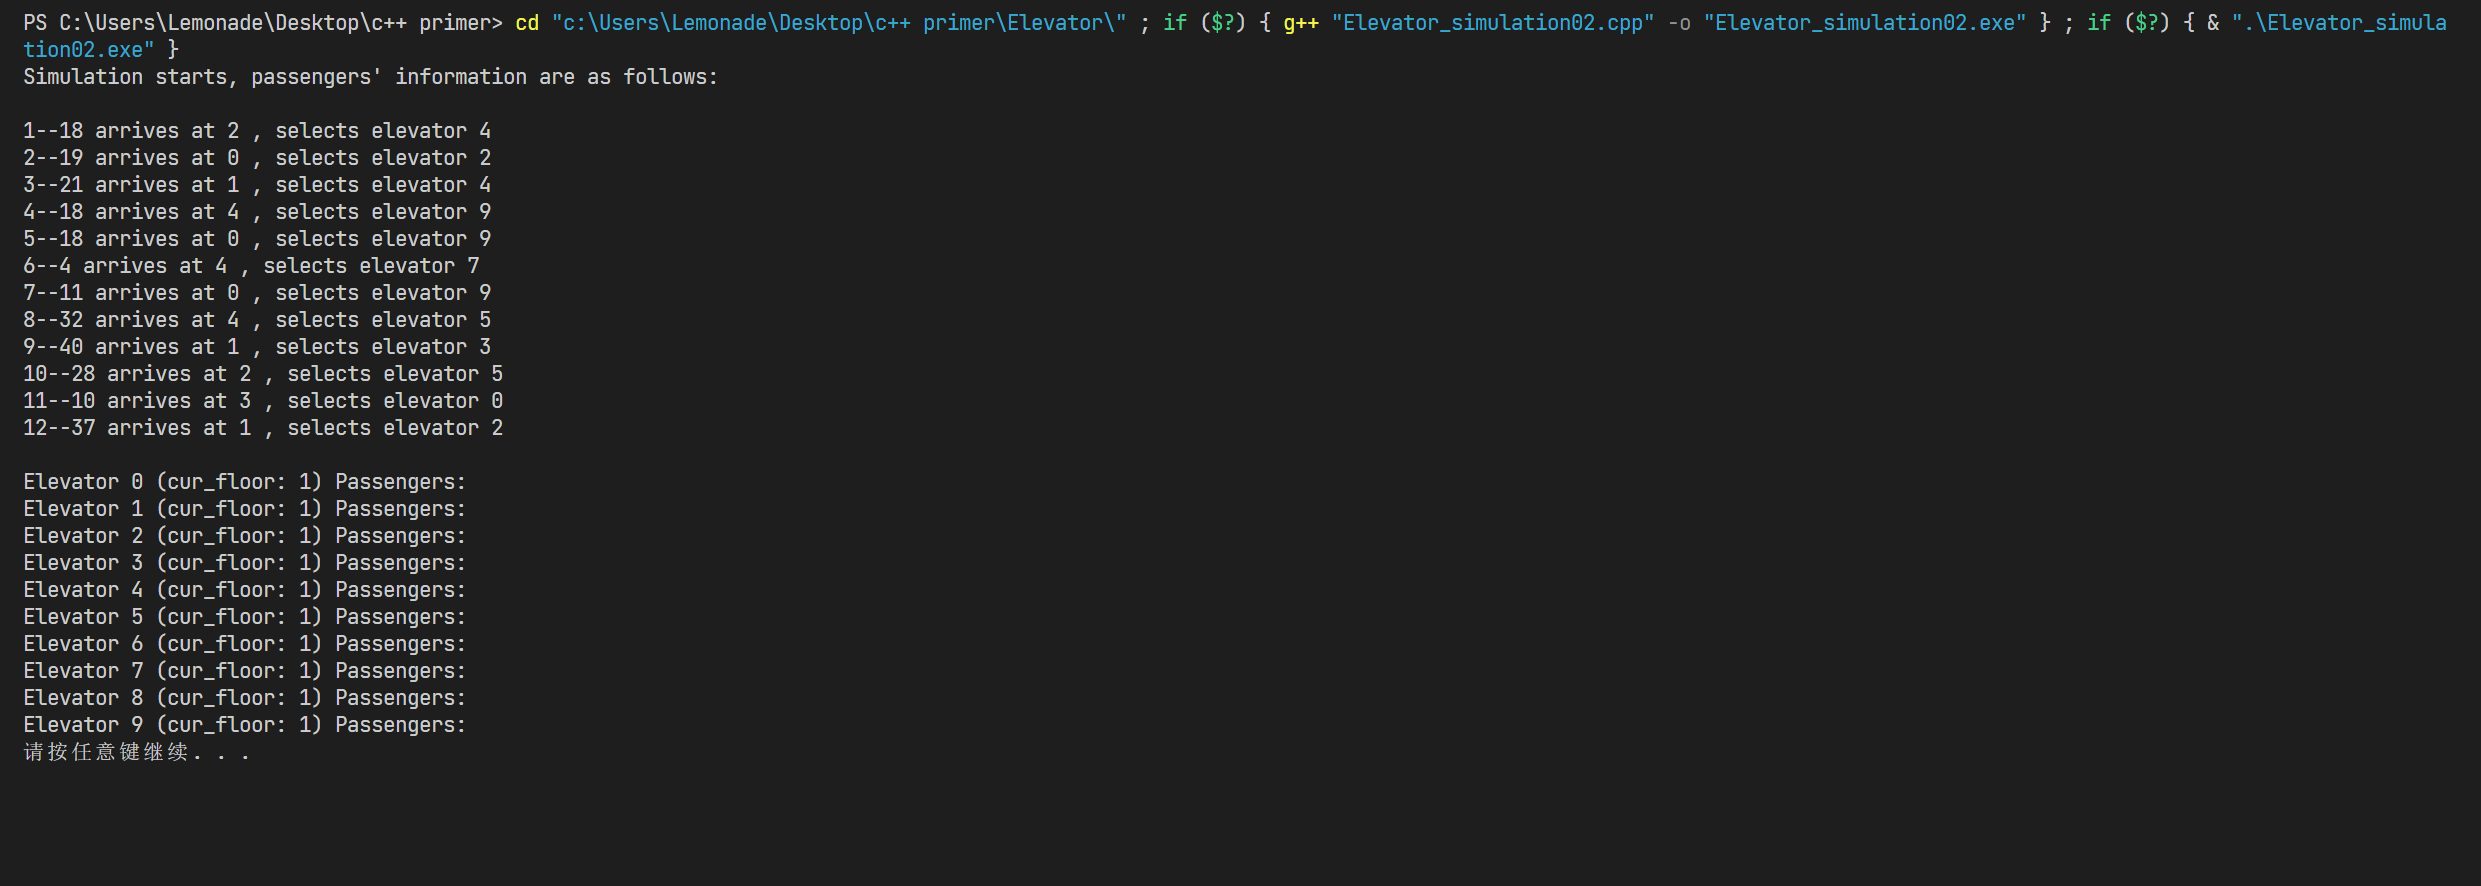 PS C:\Users\Lemonade\Desktop\c++ primer> cd "c:\Users\Lemonade\Desktop\c++ primer\Elevator\" ; if ($?) { g++ "Elevator_simulation02.cpp" -o "Elevator_simulation02.exe" } ; if ($?) { & ".\Elevator_simula
tion02.exe" }
Simulation starts, passengers' information are as follows:
1--18 arrives at 2 , selects elevator 4
2--19 arrives at 0 , selects elevator 2
3--21 arrives at 1 , selects elevator 4
4--18 arrives at 4 , selects elevator 9
5--18 arrives at 0 , selects elevator 9
6--4 arrives at 4 , selects elevator 7
7--11 arrives at 0 , selects elevator 9
8--32 arrives at 4 , selects elevator 5
9--40 arrives at 1 , selects elevator 3
10--28 arrives at 2 , selects elevator 5
11--10 arrives at 3 , selects elevator 0
12--37 arrives at 1 , selects elevator 2
Elevator 0 (cur_floor: 1) Passengers:
Elevator 1 (cur_floor: 1) Passengers:
Elevator 2 (cur_floor: 1) Passengers:
Elevator 3 (cur_floor: 1) Passengers:
Elevator 4 (cur_floor: 1) Passengers:
Elevator 5 (cur_floor: 1) Passengers:
Elevator 6 (cur_floor: 1) Passengers:
Elevator 7 (cur_floor: 1) Passengers:
Elevator 8 (cur_floor: 1) Passengers:
Elevator 9 (cur_floor: 1) Passengers:
请按任意键继续. . .